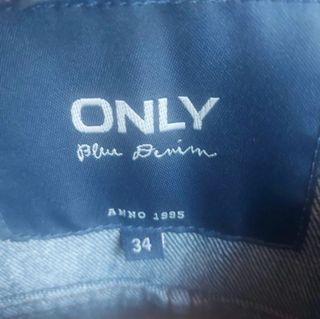 ONLY
Blue Denim
ANNO 1995
34